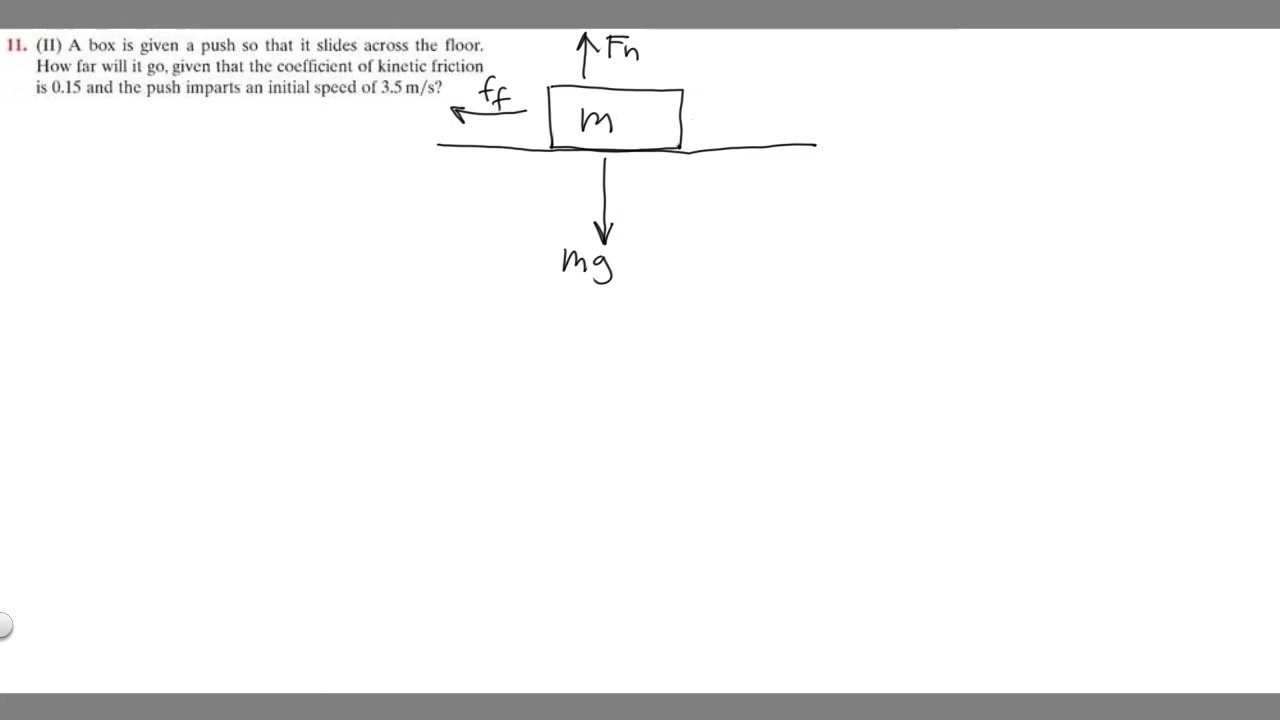 11. (II) A box is given a push so that it slides across the floor.
How far will it go, given that the coefficient of kinetic friction
is 0.15 and the push imparts an initial speed of 3.5 m/s?
Fn
ff
m
mg